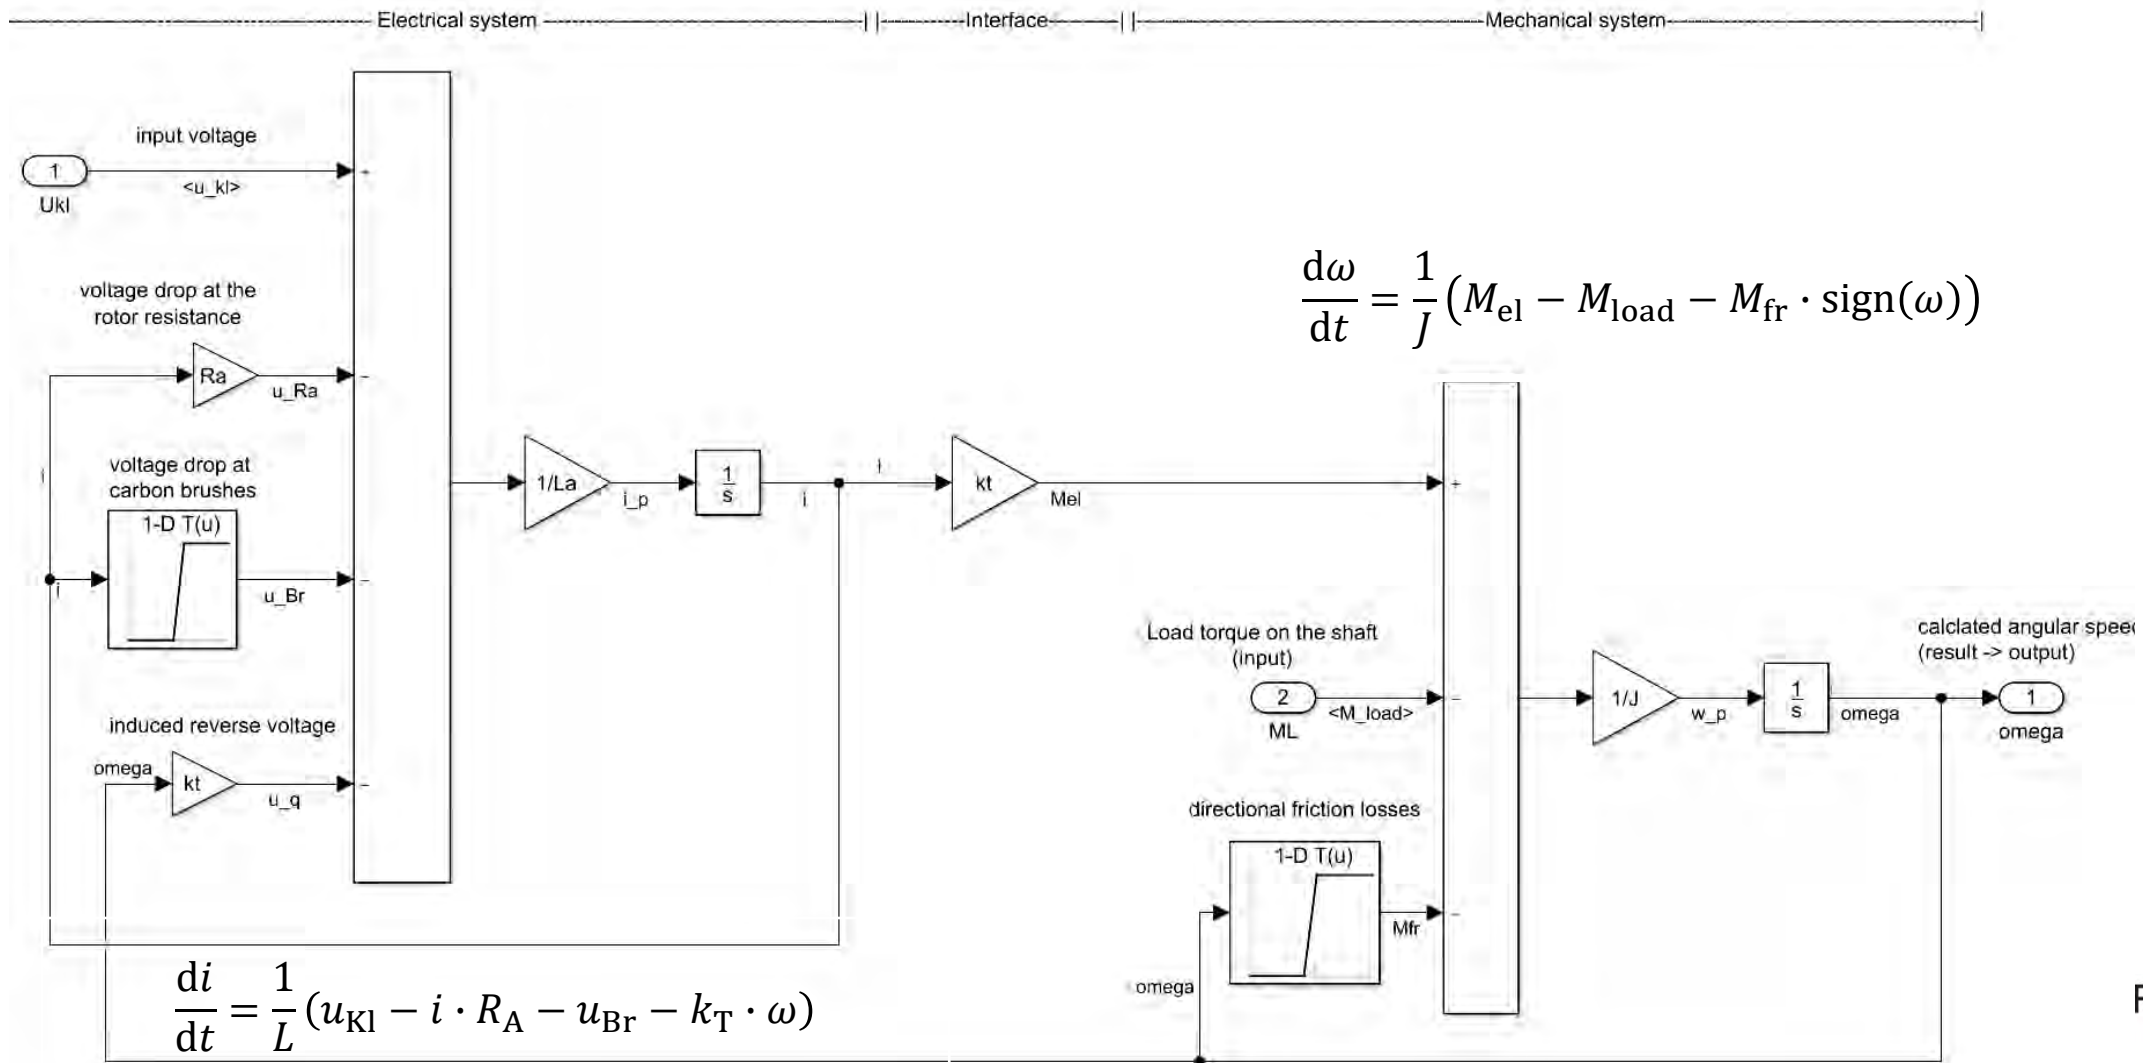 Electrical system
Interface
Mechanical system
input voltage
1
<u_kl>
Ukl
+
voltage drop at the
rotor resistance
Ra
u_Ra
−
i
voltage drop at
carbon brushes
1-D T(u)
i
u_Br
−
induced reverse voltage
omega
kt
u_q
−
1/La
i_p
1
s
i
i
kt
Mel
+
dω/dt = 1/J (M_el − M_load − M_fr · sign(ω))
Load torque on the shaft
(input)
2
<M_load>
ML
−
directional friction losses
1-D T(u)
Mfr
−
omega
1/J
w_p
1
s
omega
calclated angular speed
(result -> output)
1
omega
di/dt = 1/L (u_Kl − i · R_A − u_Br − k_T · ω)